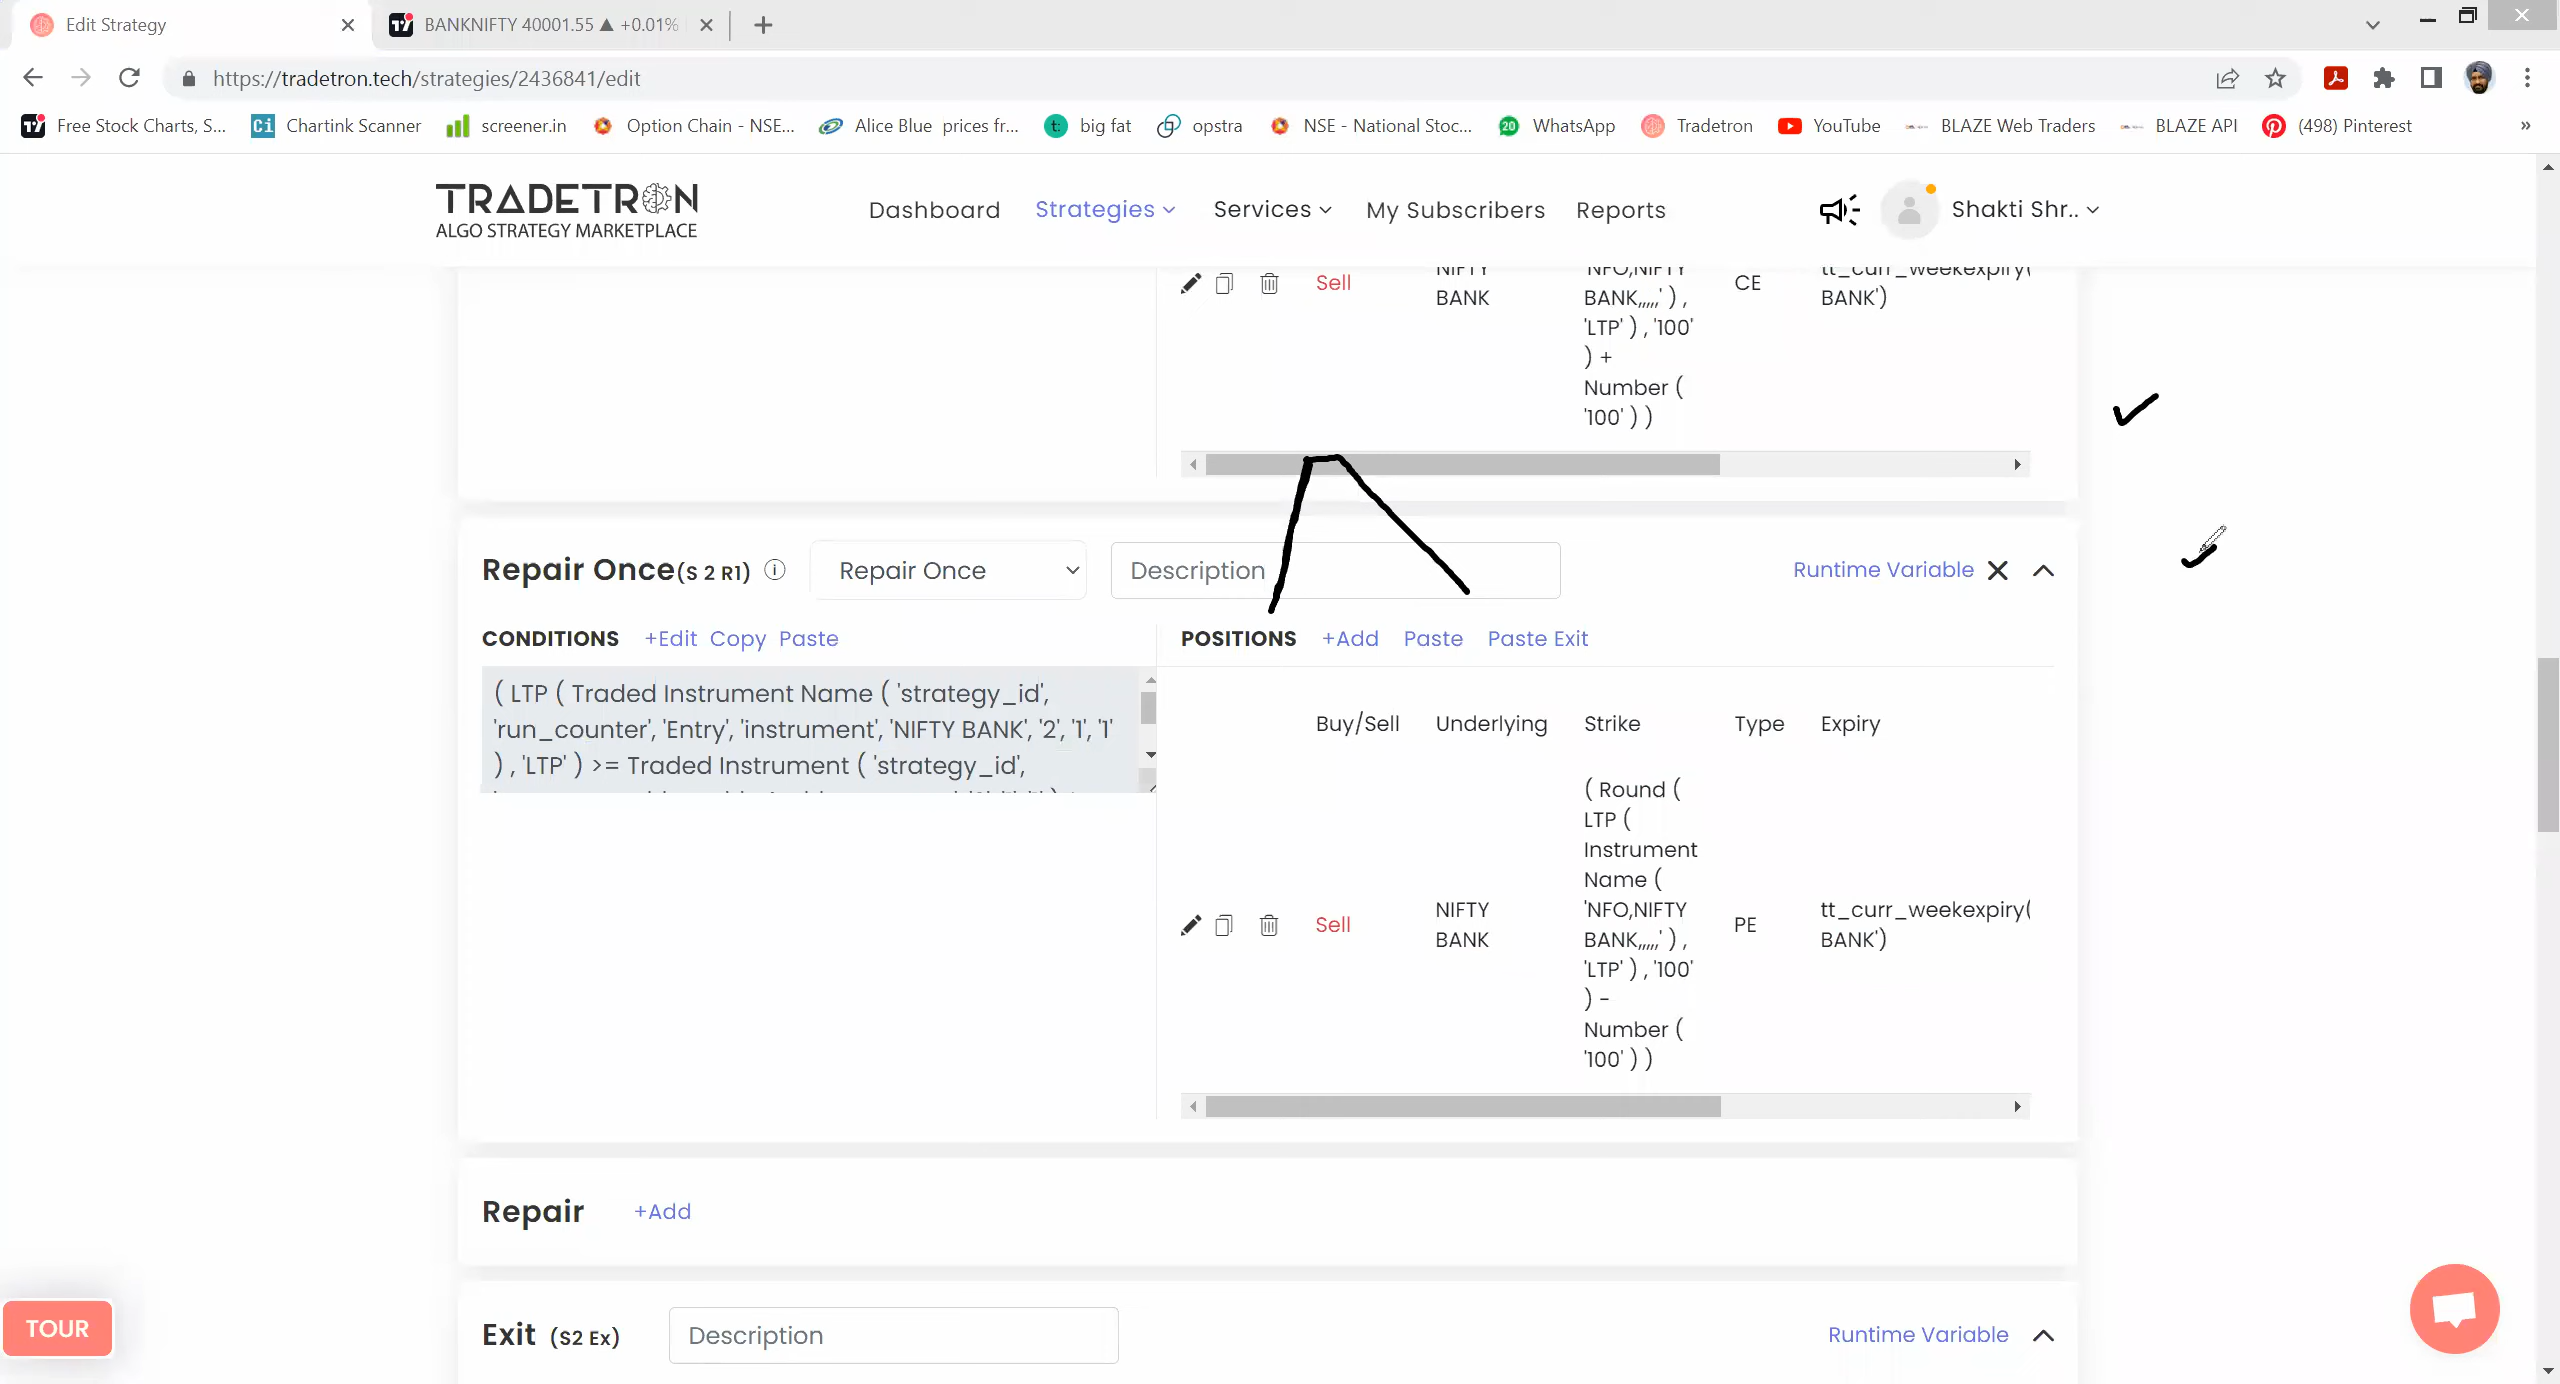 Edit Strategy
BANKNIFTY 40001.55 ▲ +0.01%
https://tradetron.tech/strategies/2436841/edit
Free Stock Charts, S...
Chartink Scanner
screener.in
Option Chain - NSE...
Alice Blue prices fr...
big fat
opstra
NSE - National Stoc...
WhatsApp
Tradetron
YouTube
BLAZE Web Traders
BLAZE API
(498) Pinterest
»
TRADETRON
ALGO STRATEGY MARKETPLACE
Dashboard
Strategies
Services
My Subscribers
Reports
Shakti Shr..
Sell
NIFTY
BANK
'NFO,NIFTY
BANK,,,,,' ) ,
'LTP' ) , '100'
) +
Number (
'100' ) )
CE
tt_curr_weekexpiry(
BANK')
Repair Once(S 2 R1)
Repair Once
Description
Runtime Variable
CONDITIONS +Edit Copy Paste
( LTP ( Traded Instrument Name ( 'strategy_id',
'run_counter', 'Entry', 'instrument', 'NIFTY BANK', '2', '1', '1'
) , 'LTP' ) >= Traded Instrument ( 'strategy_id',
POSITIONS +Add Paste Paste Exit
Buy/Sell Underlying Strike Type Expiry
Sell
NIFTY
BANK
( Round (
LTP (
Instrument
Name (
'NFO,NIFTY
BANK,,,,,' ) ,
'LTP' ) , '100'
) -
Number (
'100' ) )
PE
tt_curr_weekexpiry(
BANK')
Repair +Add
Exit (S2 Ex)
Description
Runtime Variable
TOUR